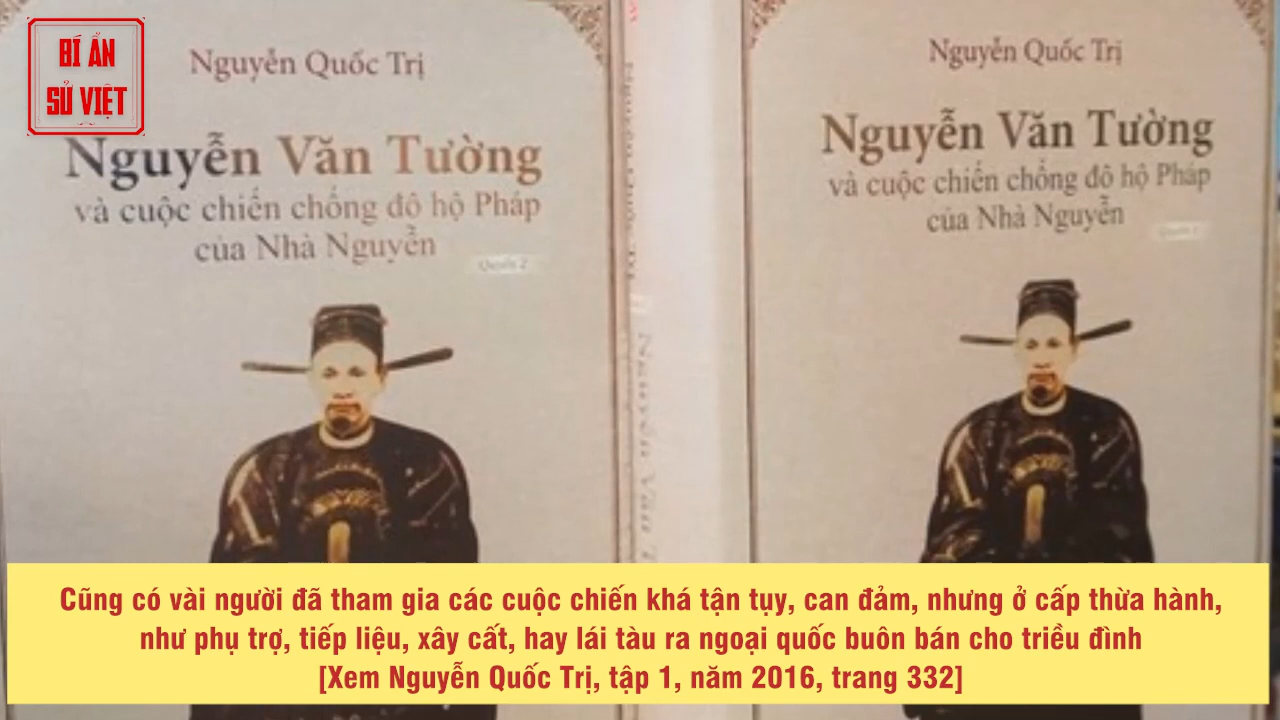 BÍ ẨN
SỬ VIỆT
Nguyễn Quốc Trị
Nguyễn Văn Tường
và cuộc chiến chống đô hộ Pháp
của Nhà Nguyễn
Quyển 2
Nguyễn Quốc Trị
Nguyễn Văn Tường
và cuộc chiến chống đô hộ Pháp
của Nhà Nguyễn
Cũng có vài người đã tham gia các cuộc chiến khá tận tụy, can đảm, nhưng ở cấp thừa hành,
như phụ trợ, tiếp liệu, xây cất, hay lái tàu ra ngoại quốc buôn bán cho triều đình
[Xem Nguyễn Quốc Trị, tập 1, năm 2016, trang 332]